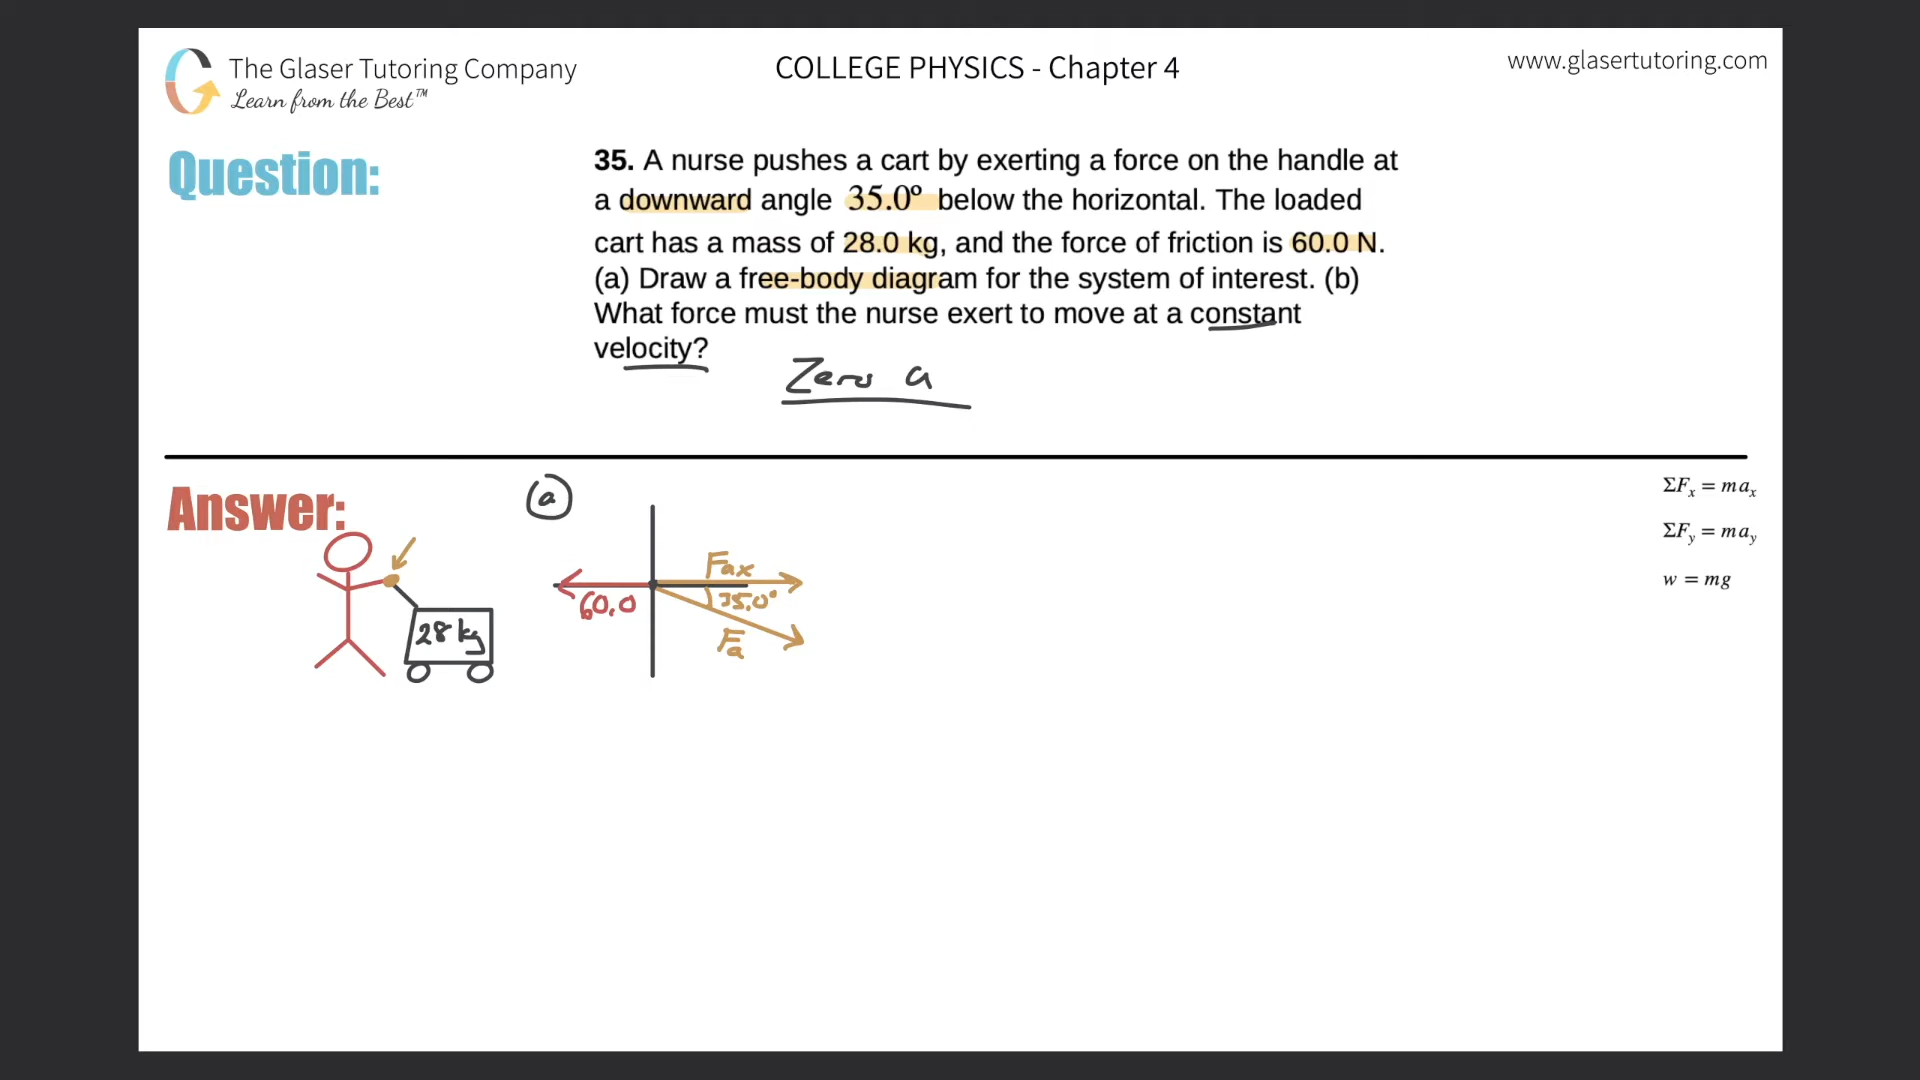 The Glaser Tutoring Company
Learn from the Best™
COLLEGE PHYSICS - Chapter 4
www.glasertutoring.com
Question:
35. A nurse pushes a cart by exerting a force on the handle at
a downward angle 35.0º below the horizontal. The loaded
cart has a mass of 28.0 kg, and the force of friction is 60.0 N.
(a) Draw a free-body diagram for the system of interest. (b)
What force must the nurse exert to move at a constant
velocity?
Zero a
Answer:
28 kg
a
Fax
60.0
35.0°
Fa
ΣFx = max
ΣFy = may
w = mg